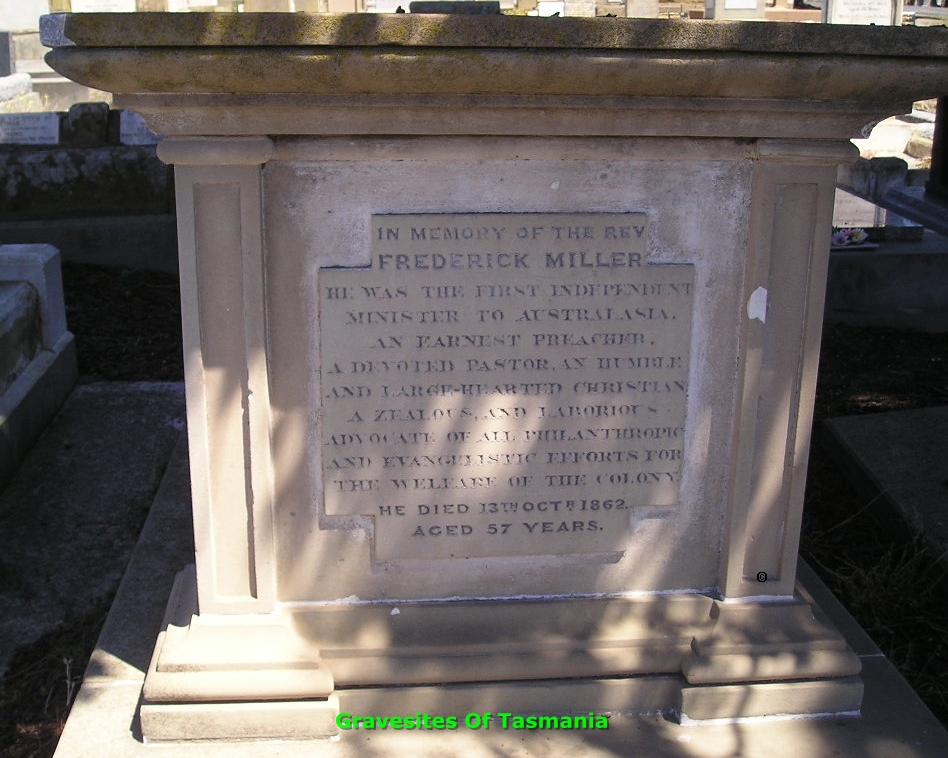 IN MEMORY OF THE REV
FREDERICK MILLER
HE WAS THE FIRST INDEPENDENT
MINISTER TO AUSTRALASIA.
AN EARNEST PREACHER,
A DEVOTED PASTOR, AN HUMBLE
AND LARGE-HEARTED CHRISTIAN
A ZEALOUS, AND LABORIOUS
ADVOCATE OF ALL PHILANTHROPIC
AND EVANGELISTIC EFFORTS FOR
THE WELFARE OF THE COLONY.
HE DIED 13TH OCTR 1862.
AGED 57 YEARS.
©
Gravesites Of Tasmania